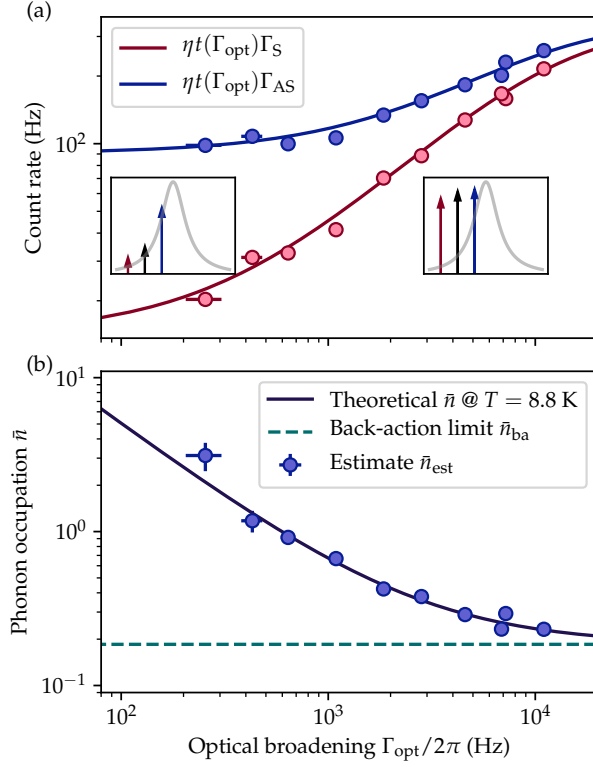 (a)
ηt(Γopt)ΓS
ηt(Γopt)ΓAS
10²
Count rate (Hz)
(b)
10¹
10⁰
10⁻¹
Phonon occupation n̄
Theoretical n̄ @ T = 8.8 K
Back-action limit n̄ba
Estimate n̄est
10² 10³ 10⁴
Optical broadening Γopt/2π (Hz)